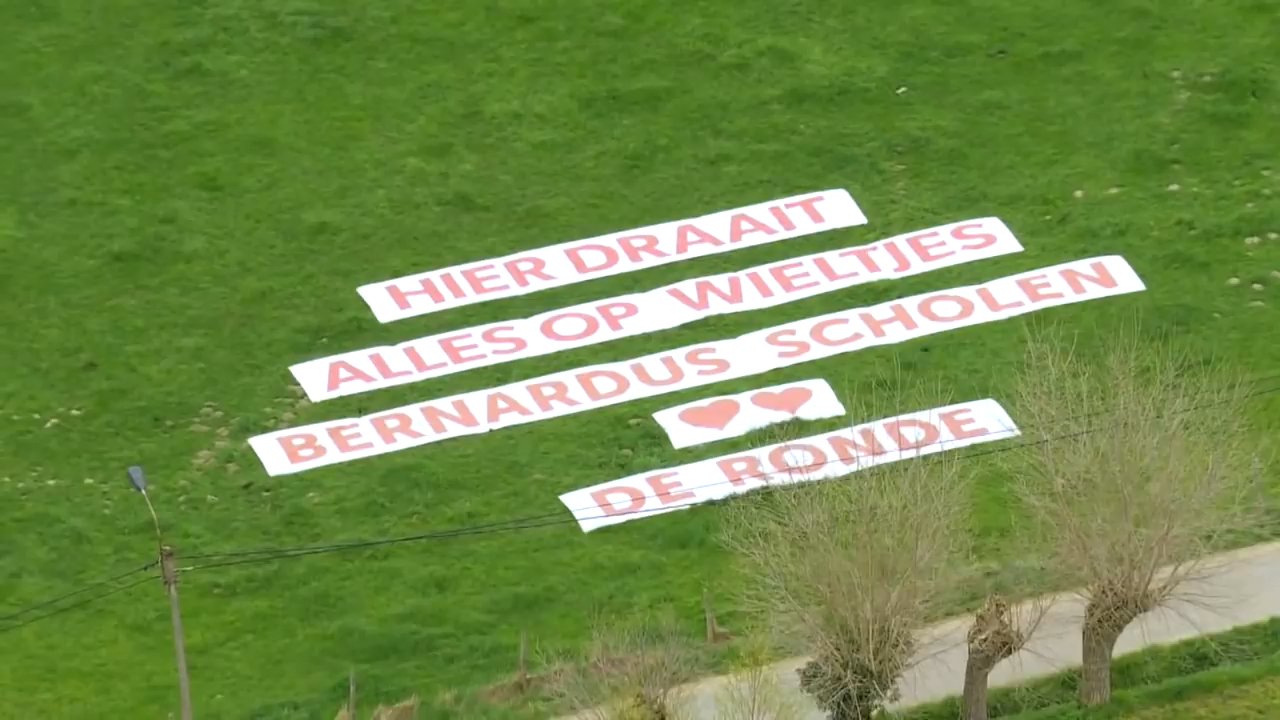 HIER DRAAIT
ALLES OP WIELTJES
BERNARDUS SCHOLEN
DE RONDE